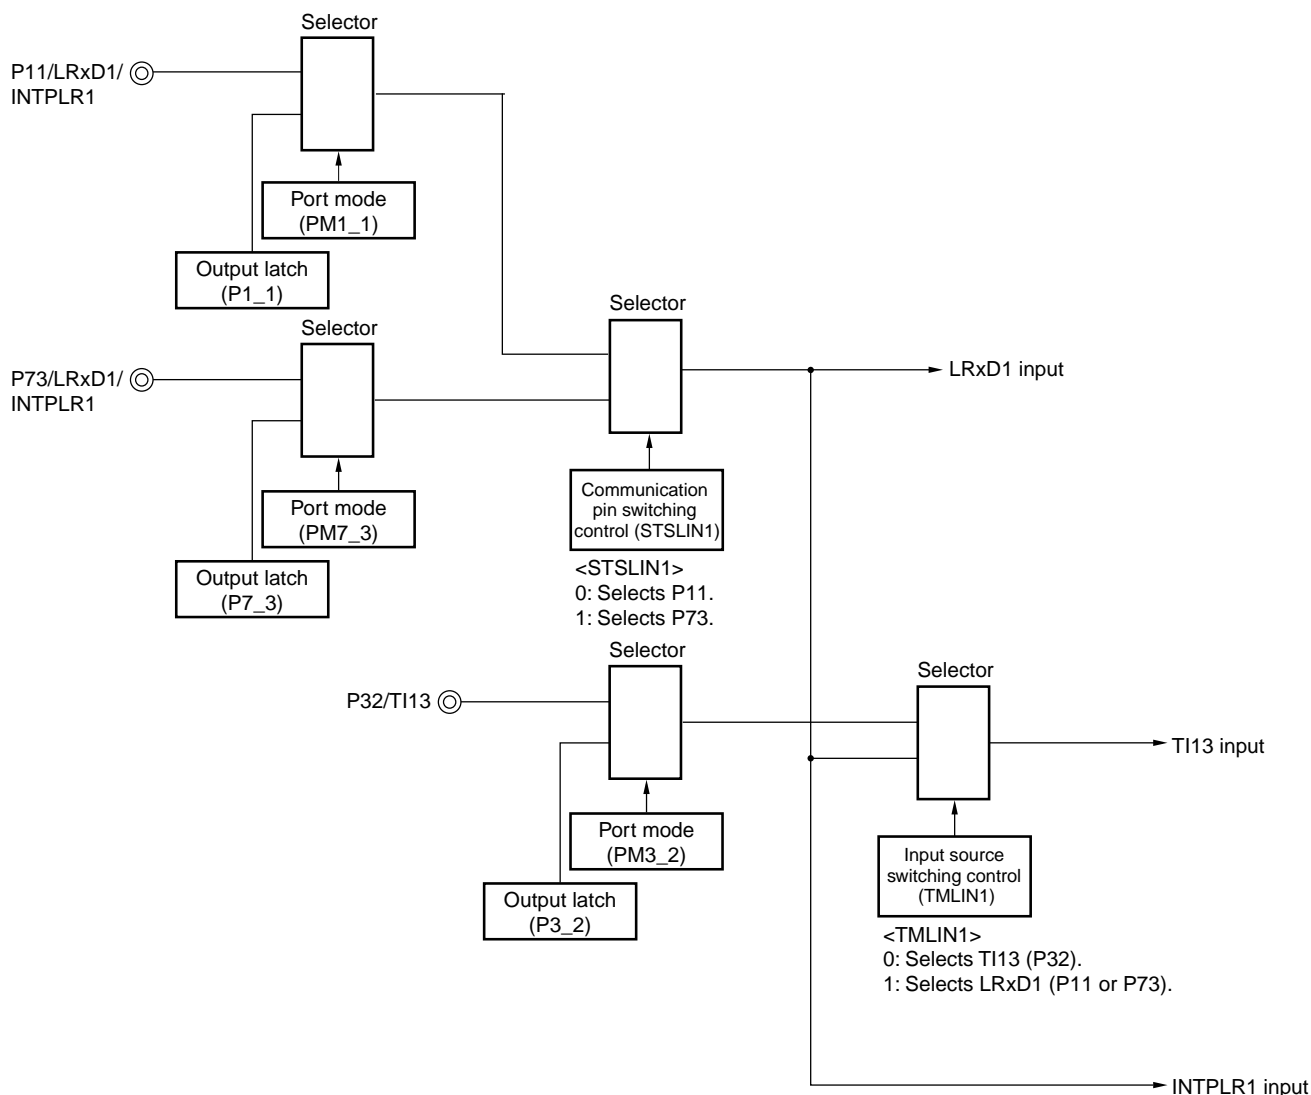 Selector
P11/LRxD1/
INTPLR1
Port mode
(PM1_1)
Output latch
(P1_1)
Selector
P73/LRxD1/
INTPLR1
Port mode
(PM7_3)
Output latch
(P7_3)
Selector
LRxD1 input
Communication
pin switching
control (STSLIN1)
<STSLIN1>
0: Selects P11.
1: Selects P73.
Selector
P32/TI13
Port mode
(PM3_2)
Output latch
(P3_2)
Selector
TI13 input
Input source
switching control
(TMLIN1)
<TMLIN1>
0: Selects TI13 (P32).
1: Selects LRxD1 (P11 or P73).
INTPLR1 input